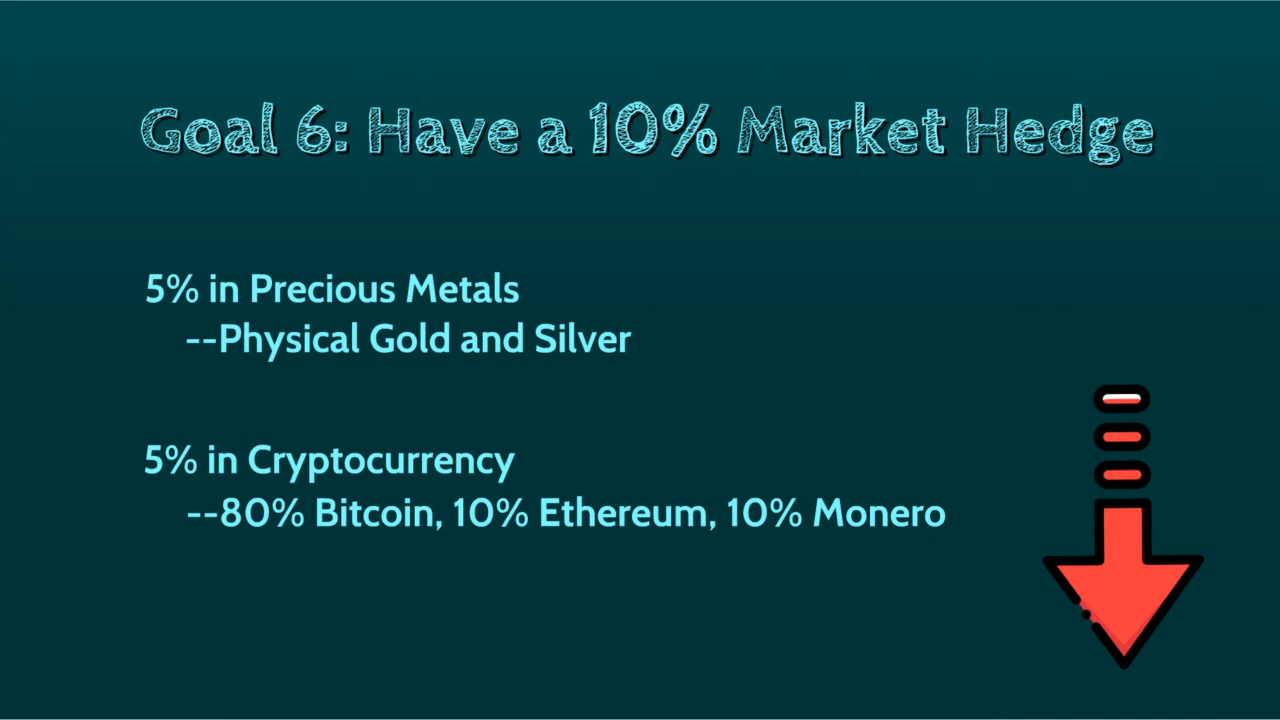 Goal 6: Have a 10% Market Hedge
5% in Precious Metals
--Physical Gold and Silver
5% in Cryptocurrency
--80% Bitcoin, 10% Ethereum, 10% Monero